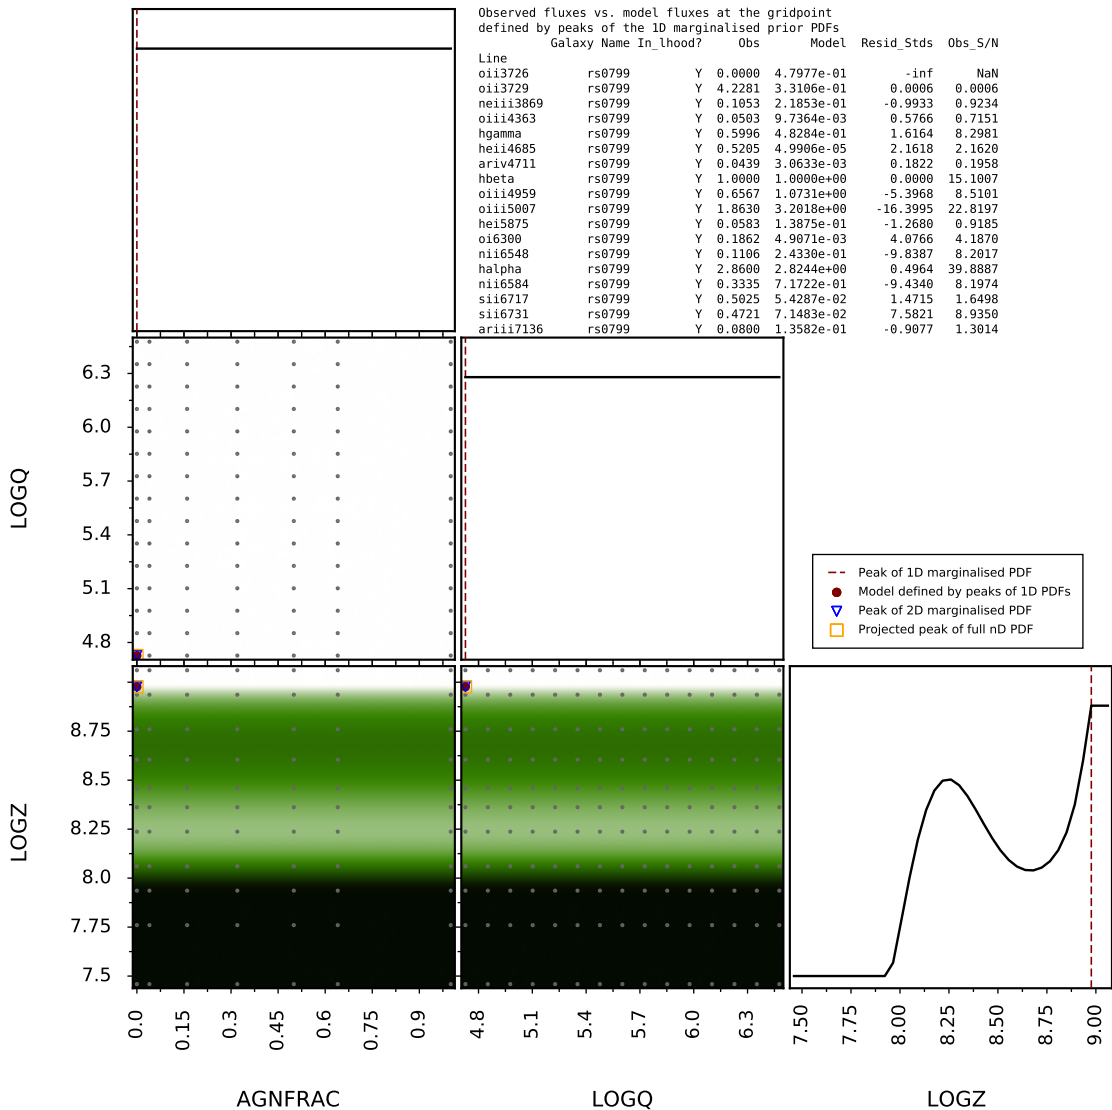 Observed fluxes vs. model fluxes at the gridpoint
defined by peaks of the 1D marginalised prior PDFs
Galaxy Name In_lhood? Obs Model Resid_Stds Obs_S/N
Line
oii3726 rs0799 Y 0.0000 4.7977e-01 -inf NaN
oii3729 rs0799 Y 4.2281 3.3106e-01 0.0006 0.0006
neiii3869 rs0799 Y 0.1053 2.1853e-01 -0.9933 0.9234
oiii4363 rs0799 Y 0.0503 9.7364e-03 0.5766 0.7151
hgamma rs0799 Y 0.5996 4.8284e-01 1.6164 8.2981
heii4685 rs0799 Y 0.5205 4.9906e-05 2.1618 2.1620
ariv4711 rs0799 Y 0.0439 3.0633e-03 0.1822 0.1958
hbeta rs0799 Y 1.0000 1.0000e+00 0.0000 15.1007
oiii4959 rs0799 Y 0.6567 1.0731e+00 -5.3968 8.5101
oiii5007 rs0799 Y 1.8630 3.2018e+00 -16.3995 22.8197
hei5875 rs0799 Y 0.0583 1.3875e-01 -1.2680 0.9185
oi6300 rs0799 Y 0.1862 4.9071e-03 4.0766 4.1870
nii6548 rs0799 Y 0.1106 2.4330e-01 -9.8387 8.2017
halpha rs0799 Y 2.8600 2.8244e+00 0.4964 39.8887
nii6584 rs0799 Y 0.3335 7.1722e-01 -9.4340 8.1974
sii6717 rs0799 Y 0.5025 5.4287e-02 1.4715 1.6498
sii6731 rs0799 Y 0.4721 7.1483e-02 7.5821 8.9350
ariii7136 rs0799 Y 0.0800 1.3582e-01 -0.9077 1.3014
6.3
6.0
5.7
5.4
5.1
4.8
LOGQ
Peak of 1D marginalised PDF
Model defined by peaks of 1D PDFs
Peak of 2D marginalised PDF
Projected peak of full nD PDF
8.75
8.5
8.25
8.0
7.75
7.5
LOGZ
0.0 0.15 0.3 0.45 0.6 0.75 0.9
4.8 5.1 5.4 5.7 6.0 6.3
7.50 7.75 8.00 8.25 8.50 8.75 9.00
AGNFRAC
LOGQ
LOGZ